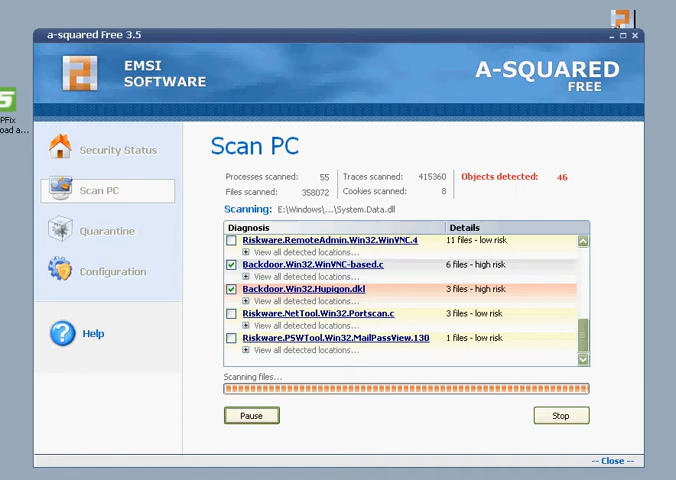 a-squared Free 3.5
EMSI
SOFTWARE
A-SQUARED
FREE
PFix
oad a...
Security Status
Scan PC
Quarantine
Configuration
Help
Scan PC
Processes scanned: 55
Traces scanned: 415360
Objects detected: 46
Files scanned: 358072
Cookies scanned: 8
Scanning: E:\Windows\...\System.Data.dll
Diagnosis Details
Riskware.RemoteAdmin.Win32.WinVNC.4 11 files - low risk
View all detected locations...
Backdoor.Win32.WinVNC-based.c 6 files - high risk
View all detected locations...
Backdoor.Win32.Hupigon.dkl 3 files - high risk
View all detected locations...
Riskware.NetTool.Win32.Portscan.c 3 files - low risk
View all detected locations...
Riskware.PSWTool.Win32.MailPassView.130 1 files - low risk
View all detected locations...
Scanning files...
Pause
Stop
-- Close --